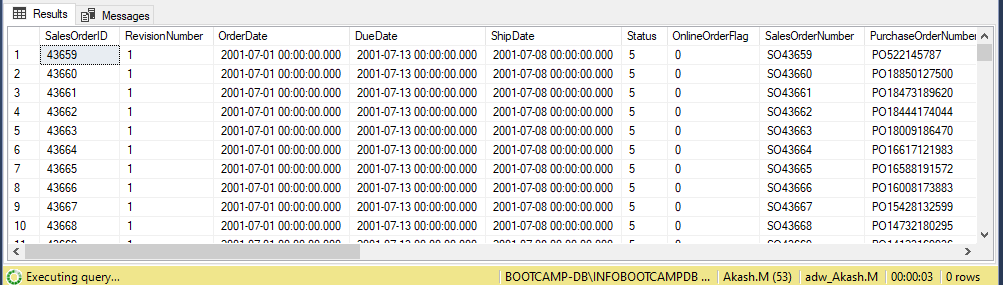 Results Messages
SalesOrderID RevisionNumber OrderDate DueDate ShipDate Status OnlineOrderFlag SalesOrderNumber PurchaseOrderNumber
1 43659 1 2001-07-01 00:00:00.000 2001-07-13 00:00:00.000 2001-07-08 00:00:00.000 5 0 SO43659 PO522145787
2 43660 1 2001-07-01 00:00:00.000 2001-07-13 00:00:00.000 2001-07-08 00:00:00.000 5 0 SO43660 PO18850127500
3 43661 1 2001-07-01 00:00:00.000 2001-07-13 00:00:00.000 2001-07-08 00:00:00.000 5 0 SO43661 PO18473189620
4 43662 1 2001-07-01 00:00:00.000 2001-07-13 00:00:00.000 2001-07-08 00:00:00.000 5 0 SO43662 PO18444174044
5 43663 1 2001-07-01 00:00:00.000 2001-07-13 00:00:00.000 2001-07-08 00:00:00.000 5 0 SO43663 PO18009186470
6 43664 1 2001-07-01 00:00:00.000 2001-07-13 00:00:00.000 2001-07-08 00:00:00.000 5 0 SO43664 PO16617121983
7 43665 1 2001-07-01 00:00:00.000 2001-07-13 00:00:00.000 2001-07-08 00:00:00.000 5 0 SO43665 PO16588191572
8 43666 1 2001-07-01 00:00:00.000 2001-07-13 00:00:00.000 2001-07-08 00:00:00.000 5 0 SO43666 PO16008173883
9 43667 1 2001-07-01 00:00:00.000 2001-07-13 00:00:00.000 2001-07-08 00:00:00.000 5 0 SO43667 PO15428132599
10 43668 1 2001-07-01 00:00:00.000 2001-07-13 00:00:00.000 2001-07-08 00:00:00.000 5 0 SO43668 PO14732180295
Executing query... BOOTCAMP-DB\INFOBOOTCAMPDB ... Akash.M (53) adw_Akash.M 00:00:03 0 rows